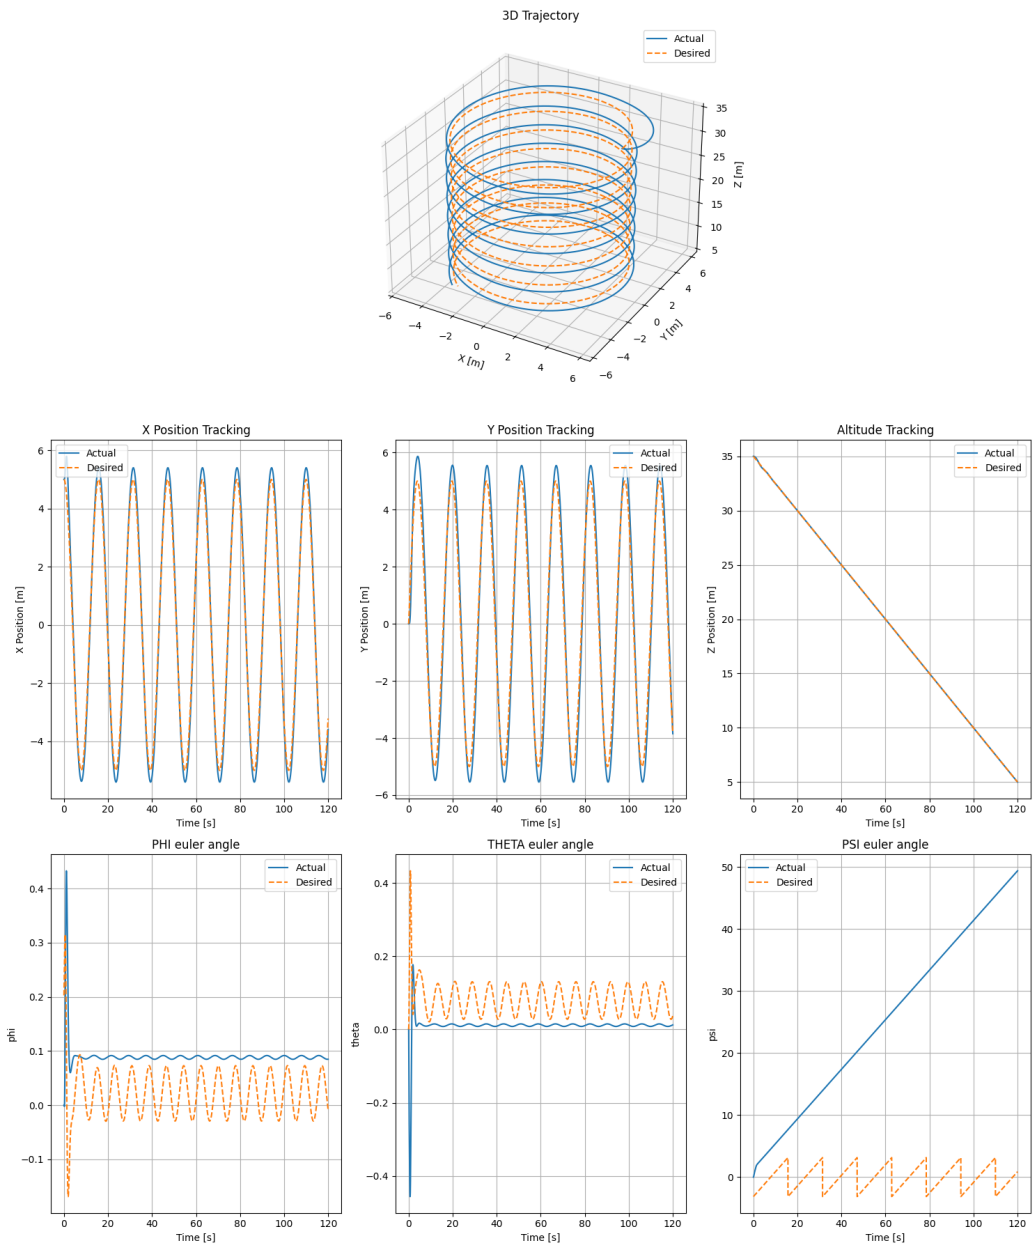 3D Trajectory
Actual
Desired
35
30
25
20
15
10
5
Z [m]
6
4
2
0
−2
−4
−6
Y [m]
−6
−4
−2
0
2
4
6
X [m]
X Position Tracking
Actual
Desired
6
4
2
0
−2
−4
X Position [m]
0 20 40 60 80 100 120
Time [s]
Y Position Tracking
Actual
Desired
6
4
2
0
−2
−4
−6
Y Position [m]
0 20 40 60 80 100 120
Time [s]
Altitude Tracking
Actual
Desired
35
30
25
20
15
10
5
Z Position [m]
0 20 40 60 80 100 120
Time [s]
PHI euler angle
Actual
Desired
0.4
0.3
0.2
0.1
0.0
−0.1
phi
0 20 40 60 80 100 120
Time [s]
THETA euler angle
Actual
Desired
0.4
0.2
0.0
−0.2
−0.4
theta
0 20 40 60 80 100 120
Time [s]
PSI euler angle
Actual
Desired
50
40
30
20
10
0
psi
0 20 40 60 80 100 120
Time [s]